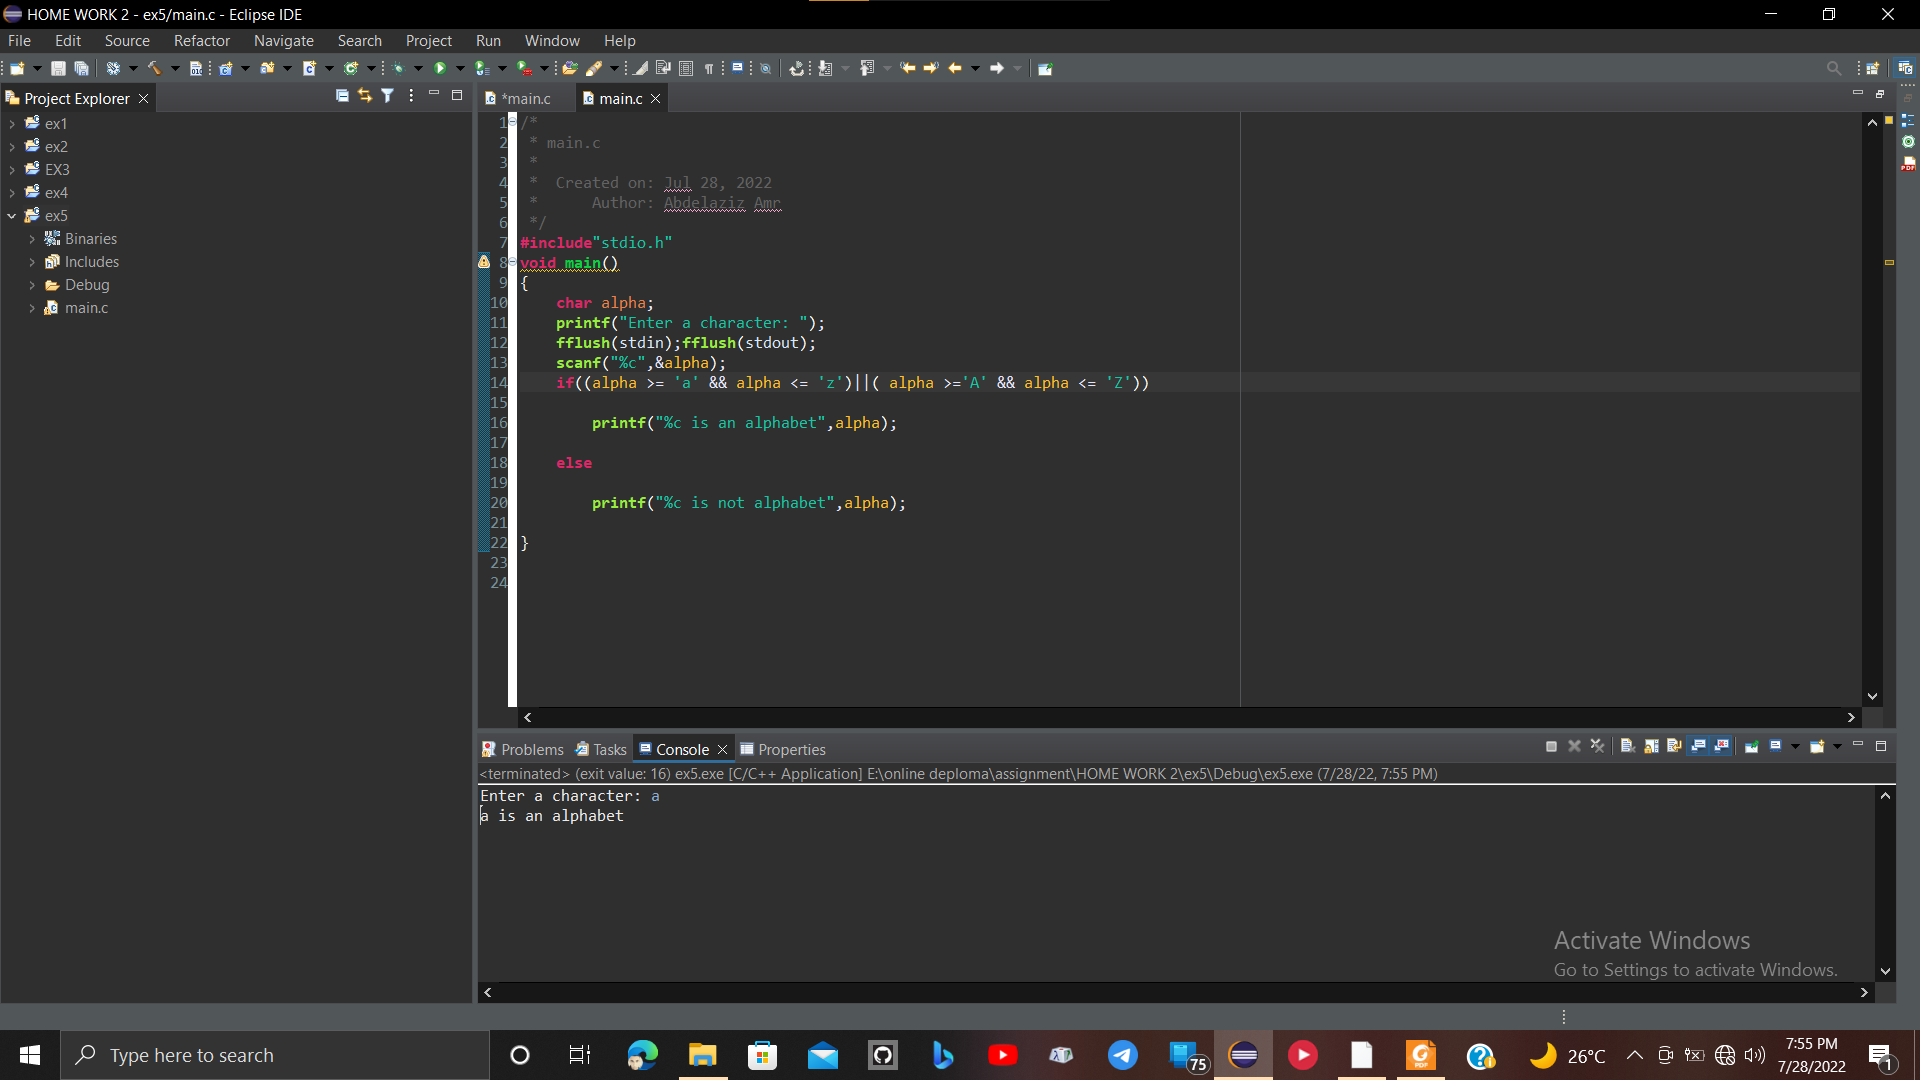 HOME WORK 2 - ex5/main.c - Eclipse IDE
File Edit Source Refactor Navigate Search Project Run Window Help
Project Explorer
ex1
ex2
EX3
ex4
ex5
Binaries
Includes
Debug
main.c
*main.c main.c
1 /*
2  * main.c
3  *
4  *  Created on: Jul 28, 2022
5  *      Author: Abdelaziz Amr
6  */
7 #include"stdio.h"
8 void main()
9 {
10     char alpha;
11     printf("Enter a character: ");
12     fflush(stdin);fflush(stdout);
13     scanf("%c",&alpha);
14     if((alpha >= 'a' && alpha <= 'z')||( alpha >='A' && alpha <= 'Z'))
15
16         printf("%c is an alphabet",alpha);
17
18     else
19
20         printf("%c is not alphabet",alpha);
21
22 }
23
24
Problems Tasks Console Properties
<terminated> (exit value: 16) ex5.exe [C/C++ Application] E:\online deploma\assignment\HOME WORK 2\ex5\Debug\ex5.exe (7/28/22, 7:55 PM)
Enter a character: a
a is an alphabet
Activate Windows
Go to Settings to activate Windows.
Type here to search
75
26°C
7:55 PM
7/28/2022
1